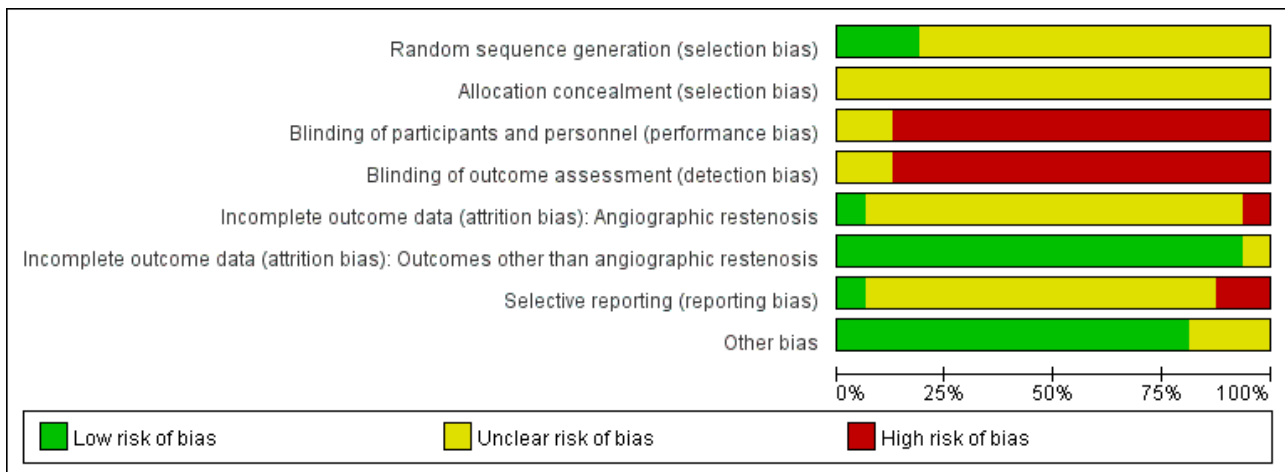 Random sequence generation (selection bias)
Allocation concealment (selection bias)
Blinding of participants and personnel (performance bias)
Blinding of outcome assessment (detection bias)
Incomplete outcome data (attrition bias): Angiographic restenosis
Incomplete outcome data (attrition bias): Outcomes other than angiographic restenosis
Selective reporting (reporting bias)
Other bias
0% 25% 50% 75% 100%
Low risk of bias Unclear risk of bias High risk of bias